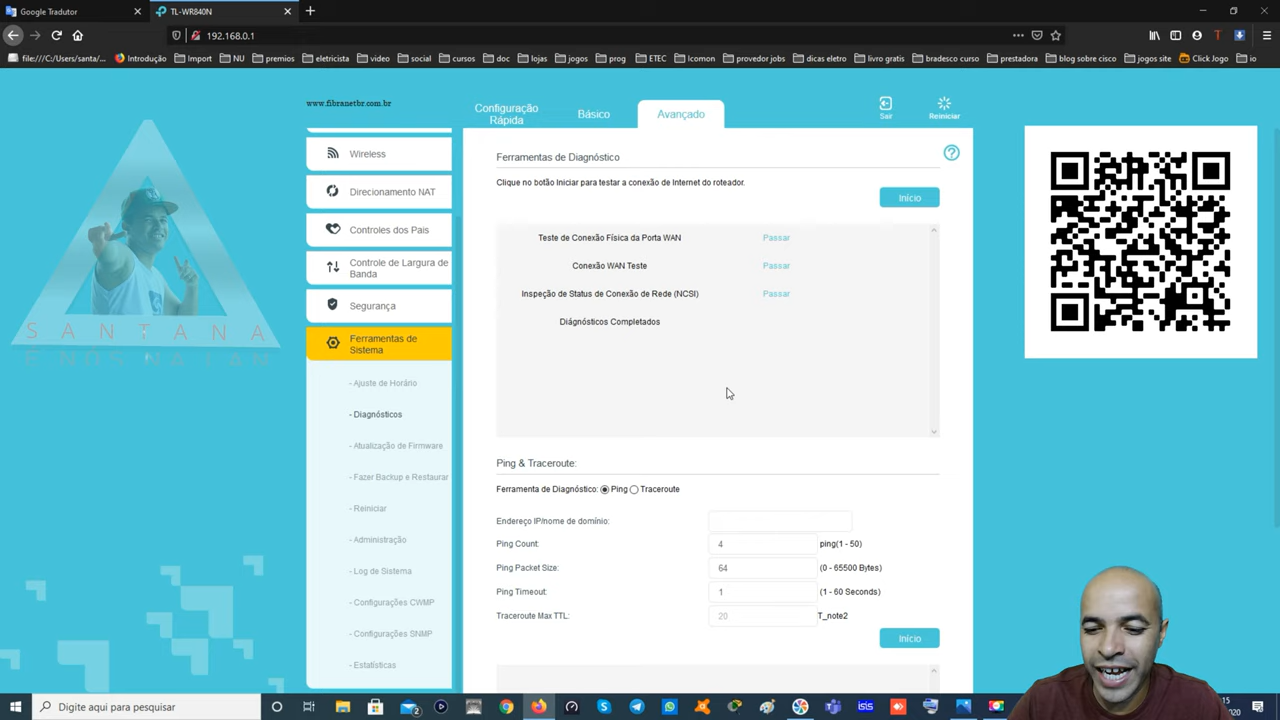 Google Tradutor
TL-WR840N
192.168.0.1
file:///C:/Users/santa/... Introdução Import NU premios eletricista video social cursos doc lojas jogos prog ETEC Icomon provedor jobs dicas eletro livro gratis bradesco curso prestadora blog sobre cisco jogos site Click Jogo io
www.fibranetbr.com.br
Configuração Rápida
Básico
Avançado
Sair
Reiniciar
Wireless
Direcionamento NAT
Controles dos Pais
Controle de Largura de
Banda
Segurança
Ferramentas de
Sistema
- Ajuste de Horário
- Diagnósticos
- Atualização de Firmware
- Fazer Backup e Restaurar
- Reiniciar
- Administração
- Log de Sistema
- Configurações CWMP
- Configurações SNMP
- Estatísticas
Ferramentas de Diagnóstico
Clique no botão Iniciar para testar a conexão de Internet do roteador.
Início
Teste de Conexão Física da Porta WAN Passar
Conexão WAN Teste Passar
Inspeção de Status de Conexão de Rede (NCSI) Passar
Diágnósticos Completados
Ping & Traceroute:
Ferramenta de Diagnóstico: Ping Traceroute
Endereço IP/nome de domínio:
Ping Count: 4 ping(1 - 50)
Ping Packet Size: 64 (0 - 65500 Bytes)
Ping Timeout: 1 (1 - 60 Seconds)
Traceroute Max TTL: 20 T_note2
Início
SANTANA
Digite aqui para pesquisar